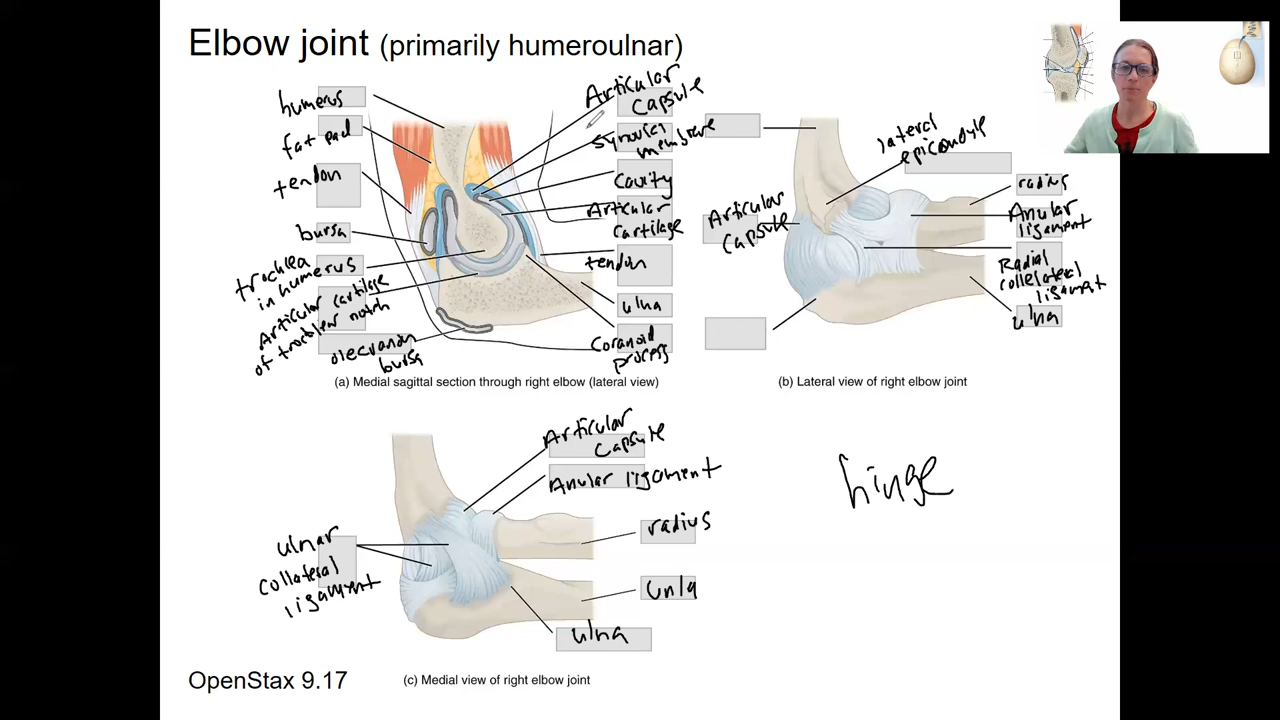 Elbow joint (primarily humeroulnar)
humerus
fat pad
tendon
bursa
trochlea
in humerus
Articular cartilage
of trochlear notch
olecranon
bursa
Articular
Capsule
synovial
membrane
Cavity
Articular
cartilage
tendon
ulna
Coranoid
process
(a) Medial sagittal section through right elbow (lateral view)
lateral
epicondyle
Articular
Capsule
radius
Anular
ligament
Radial
collateral
ligament
ulna
(b) Lateral view of right elbow joint
Articular
Capsule
Anular ligament
radius
ulnar
collateral
ligament
ulna
(c) Medial view of right elbow joint
hinge
OpenStax 9.17